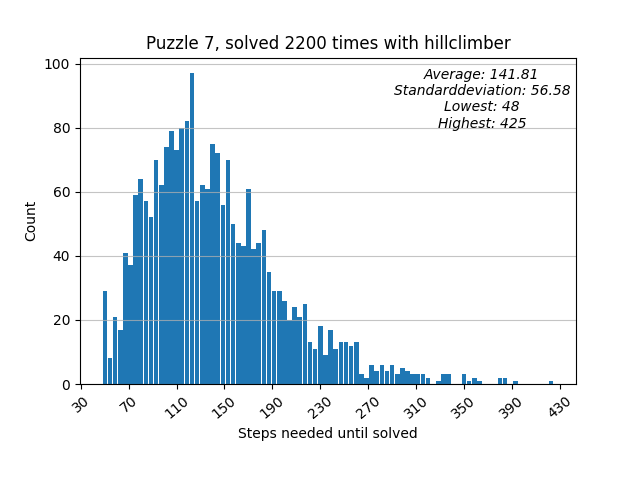 Puzzle 7, solved 2200 times with hillclimber
Average: 141.81
Standarddeviation: 56.58
Lowest: 48
Highest: 425
100
80
60
40
20
0
Count
30 70 110 150 190 230 270 310 350 390 430
Steps needed until solved